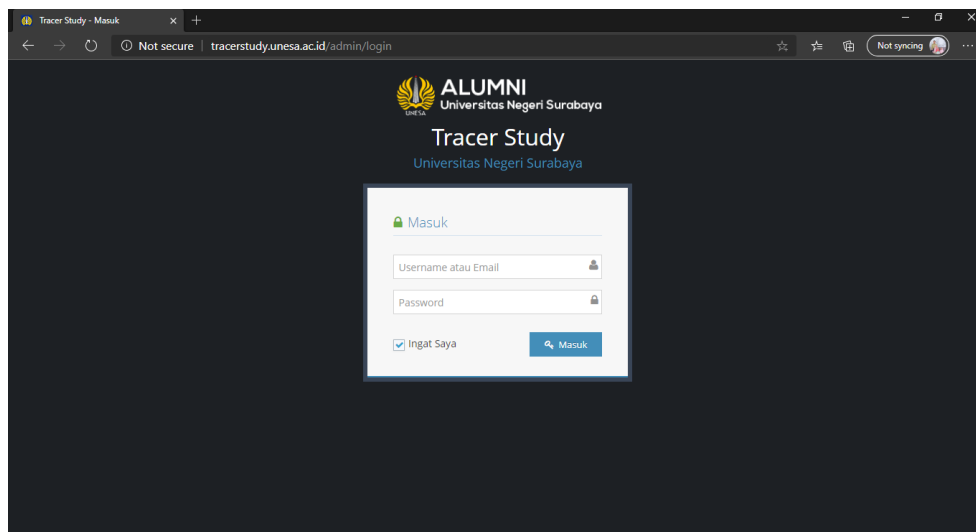 Tracer Study - Masuk
Not secure | tracerstudy.unesa.ac.id/admin/login
Not syncing
UNESA
ALUMNI
Universitas Negeri Surabaya
Tracer Study
Universitas Negeri Surabaya
Masuk
Username atau Email
Password
Ingat Saya
Masuk